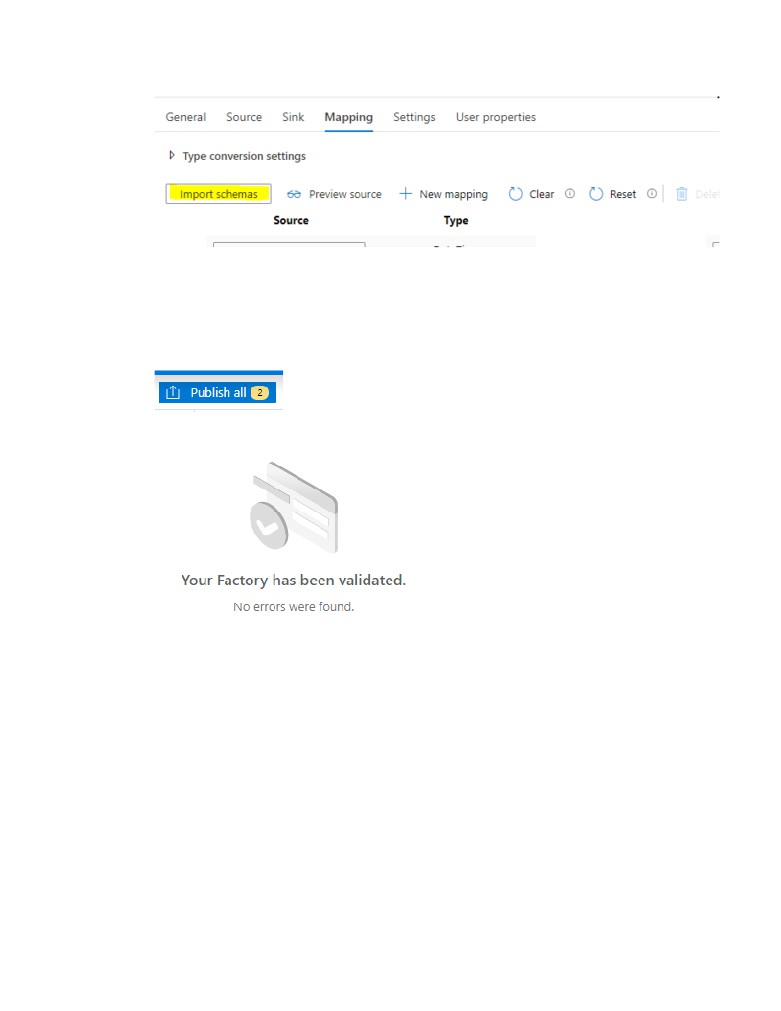 General Source Sink Mapping Settings User properties
Type conversion settings
Import schemas Preview source New mapping Clear Reset
Source Type
Publish all 2
Your Factory has been validated.
No errors were found.